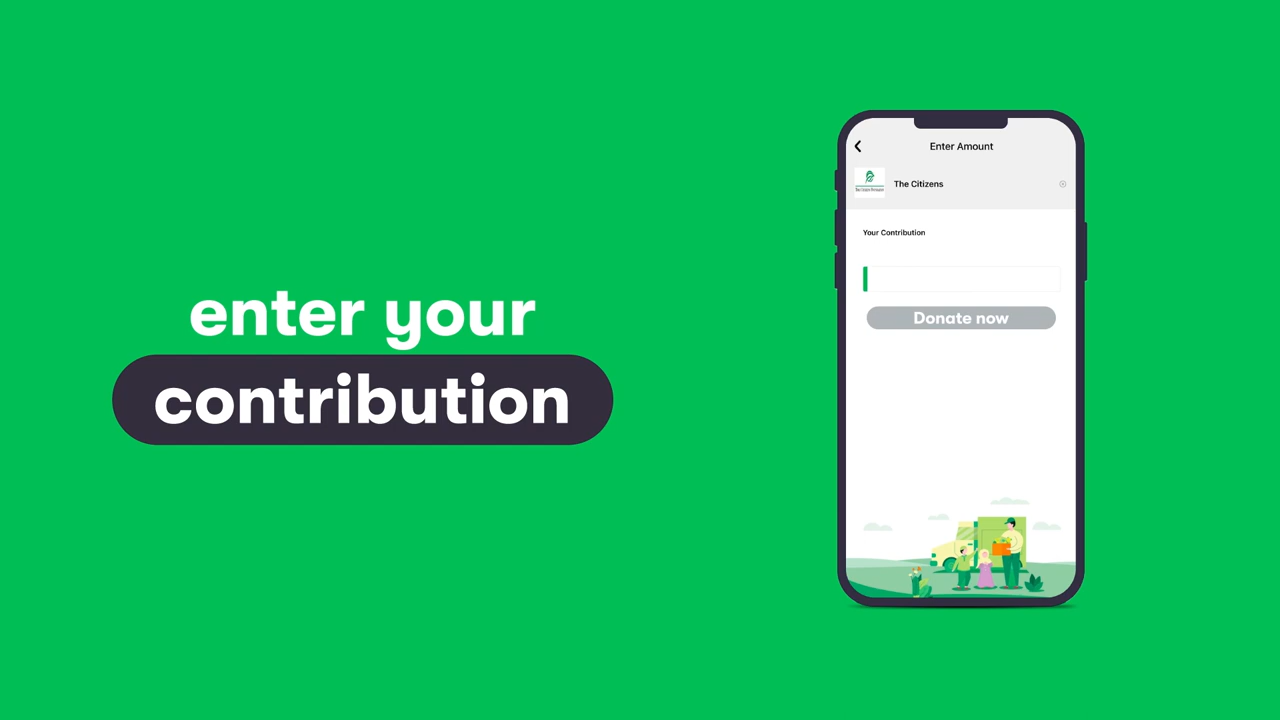 enter your
contribution
Enter Amount
The Citizens
Your Contribution
Donate now